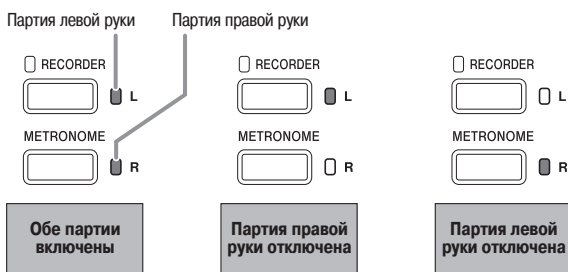 Партия левой руки
Партия правой руки
RECORDER
L
METRONOME
R
Обе партии
включены
RECORDER
L
METRONOME
R
Партия правой
руки отключена
RECORDER
L
METRONOME
R
Партия левой
руки отключена